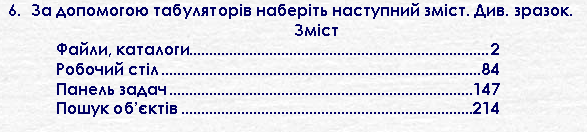 6. За допомогою табуляторів наберіть наступний зміст. Див. зразок.
Зміст
Файли, каталоги..........................................................................2
Робочий стіл ...............................................................................84
Панель задач ...........................................................................147
Пошук об'єктів ........................................................................214